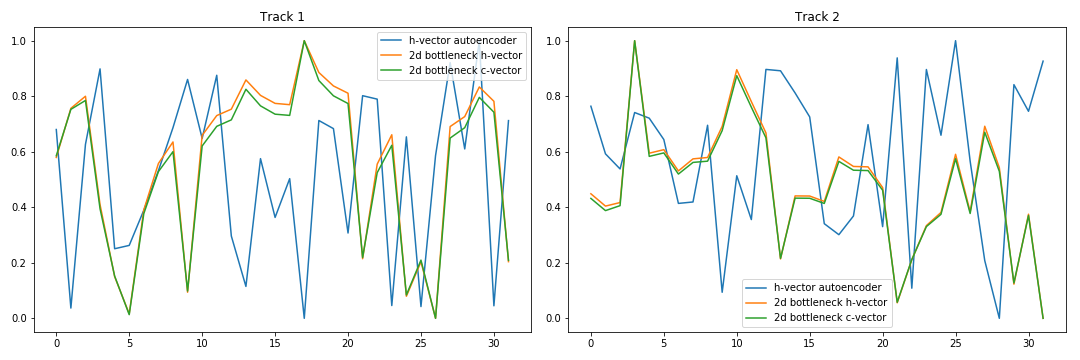 Track 1
1.0
0.8
0.6
0.4
0.2
0.0
0 5 10 15 20 25 30
h-vector autoencoder
2d bottleneck h-vector
2d bottleneck c-vector
Track 2
1.0
0.8
0.6
0.4
0.2
0.0
0 5 10 15 20 25 30
h-vector autoencoder
2d bottleneck h-vector
2d bottleneck c-vector